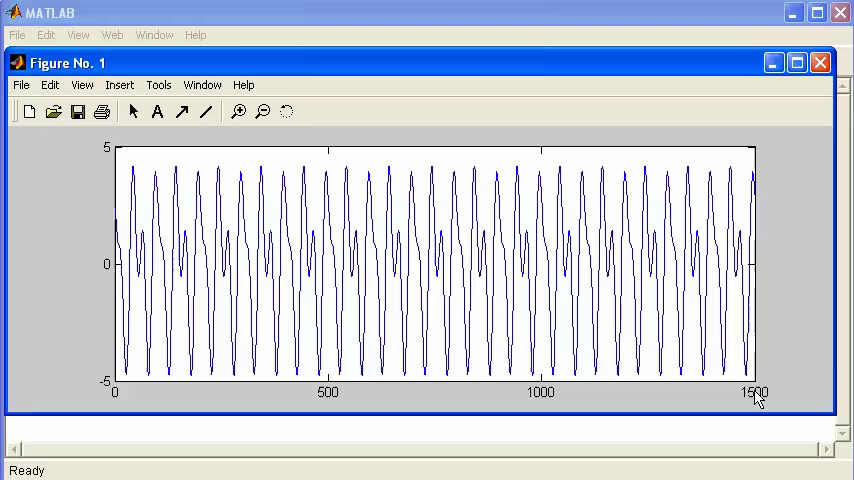 MATLAB
File Edit View Web Window Help
Figure No. 1
File Edit View Insert Tools Window Help
A
5
0
-5
0 500 1000 1500
Ready